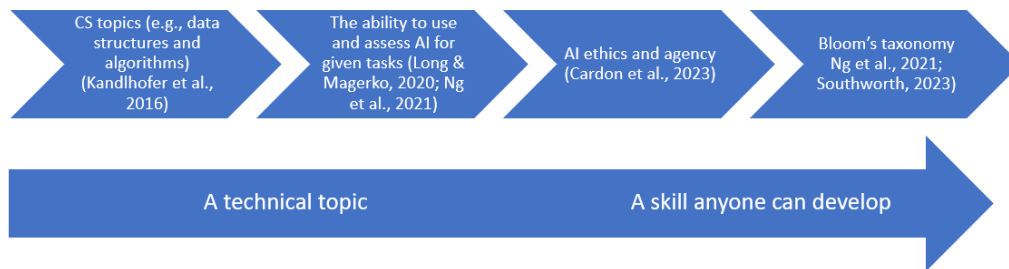 CS topics (e.g., data
structures and
algorithms)
(Kandlhofer et al.,
2016)
The ability to use
and assess AI for
given tasks (Long &
Magerko, 2020; Ng
et al., 2021)
AI ethics and agency
(Cardon et al., 2023)
Bloom's taxonomy
Ng et al., 2021;
Southworth, 2023)
A technical topic
A skill anyone can develop